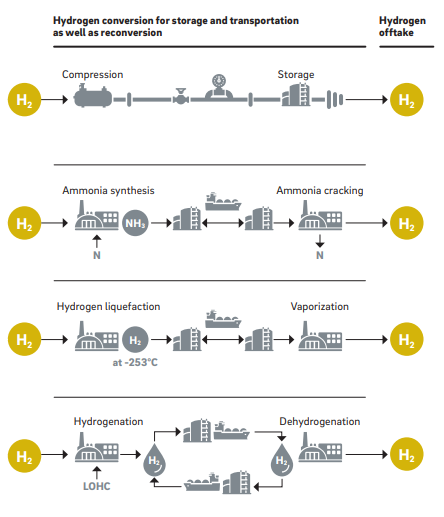 Hydrogen conversion for storage and transportation
as well as reconversion
Hydrogen
offtake
Compression
Storage
H₂
H₂
Ammonia synthesis
Ammonia cracking
H₂
NH₃
H₂
N
N
Hydrogen liquefaction
Vaporization
H₂
H₂
H₂
at -253°C
Hydrogenation
Dehydrogenation
H₂
H₂
H₂
H₂
LOHC